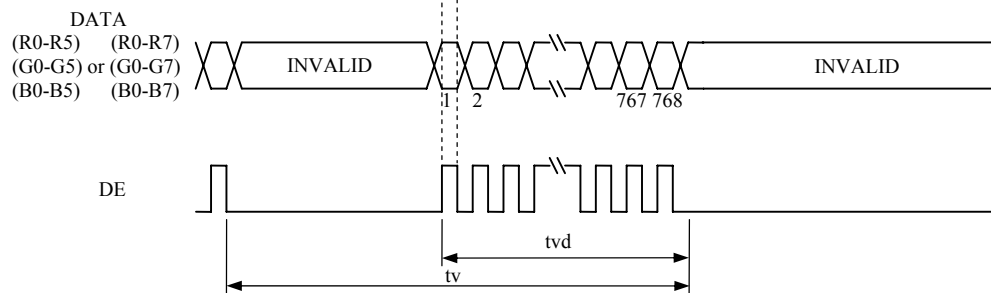 DATA
(R0-R5) (R0-R7)
(G0-G5) or (G0-G7)
(B0-B5) (B0-B7)
INVALID
INVALID
1 2 767 768
DE
tvd
tv